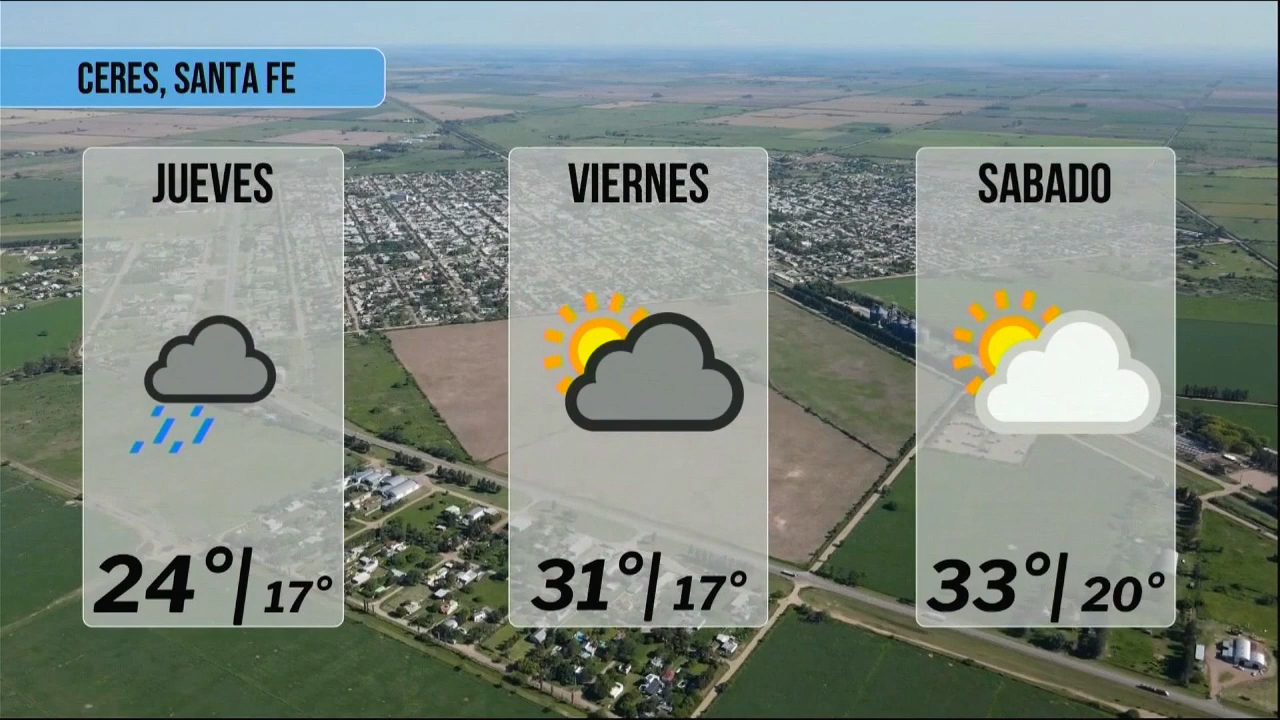 CERES, SANTA FE
JUEVES
24°| 17°
VIERNES
31°| 17°
SABADO
33°| 20°